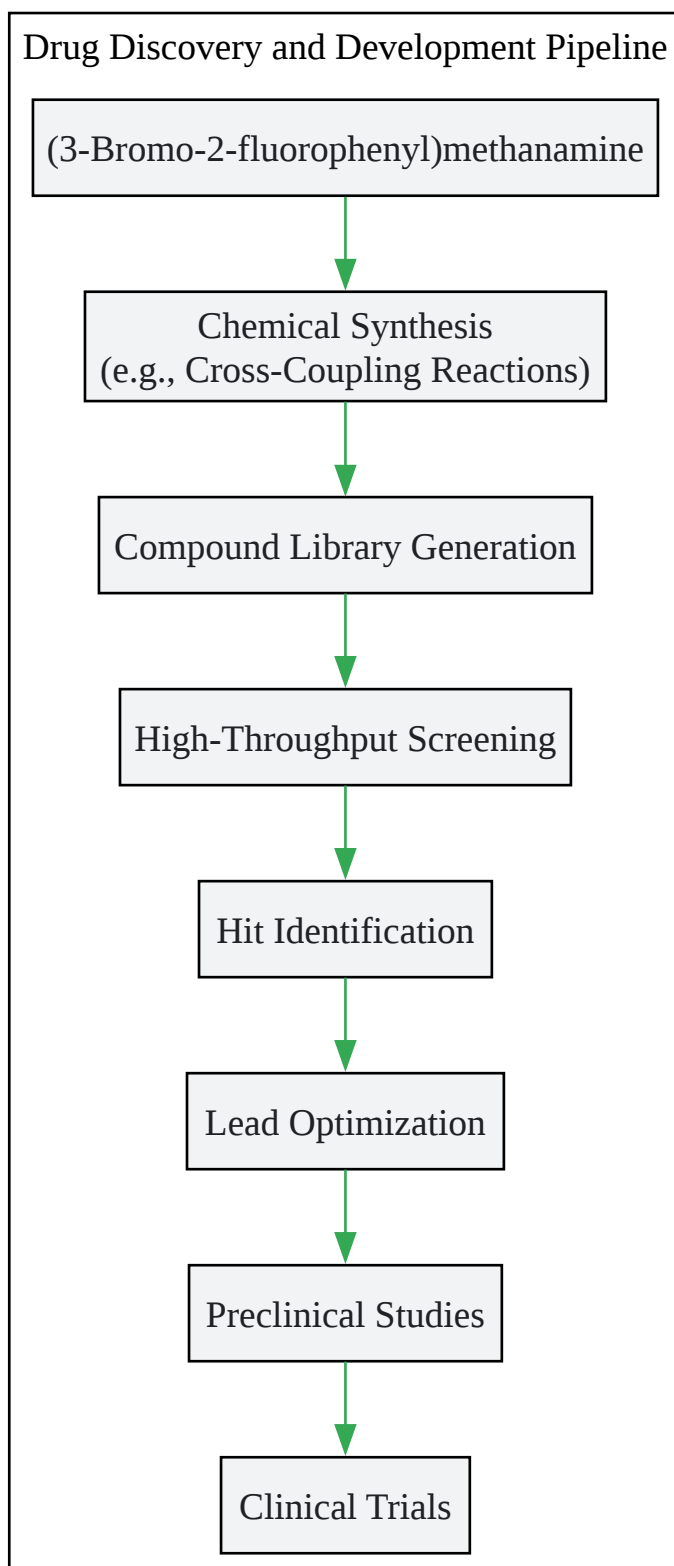 Drug Discovery and Development Pipeline
(3-Bromo-2-fluorophenyl)methanamine
Chemical Synthesis
(e.g., Cross-Coupling Reactions)
Compound Library Generation
High-Throughput Screening
Hit Identification
Lead Optimization
Preclinical Studies
Clinical Trials